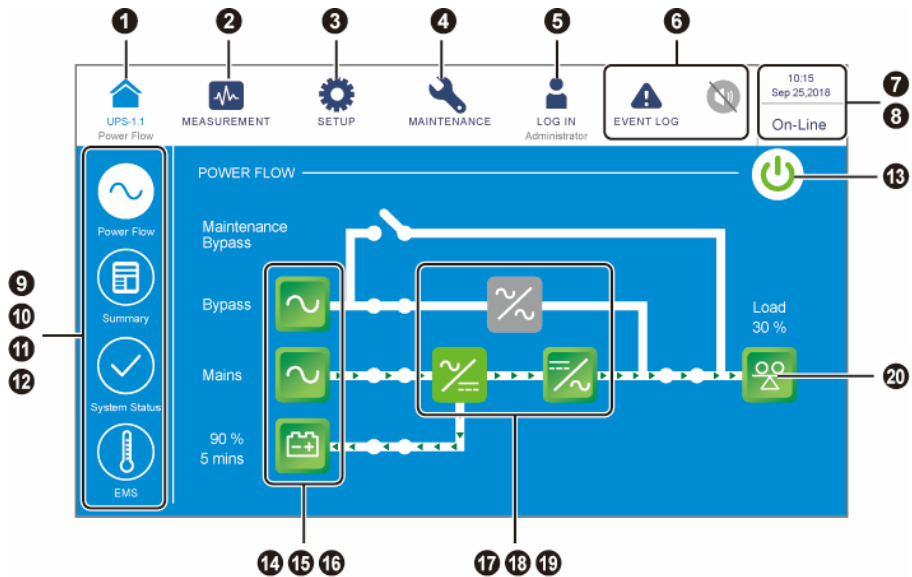 1 2 3 4 5 6
10:15
Sep 25,2018
7
UPS-1.1 MEASUREMENT SETUP MAINTENANCE LOG IN EVENT LOG
Power Flow Administrator
On-Line
8
POWER FLOW
13
Power Flow
Maintenance
Bypass
9
10
11
12
Summary
Bypass
Load
30 %
Mains
20
System Status
90 %
5 mins
EMS
14 15 16 17 18 19